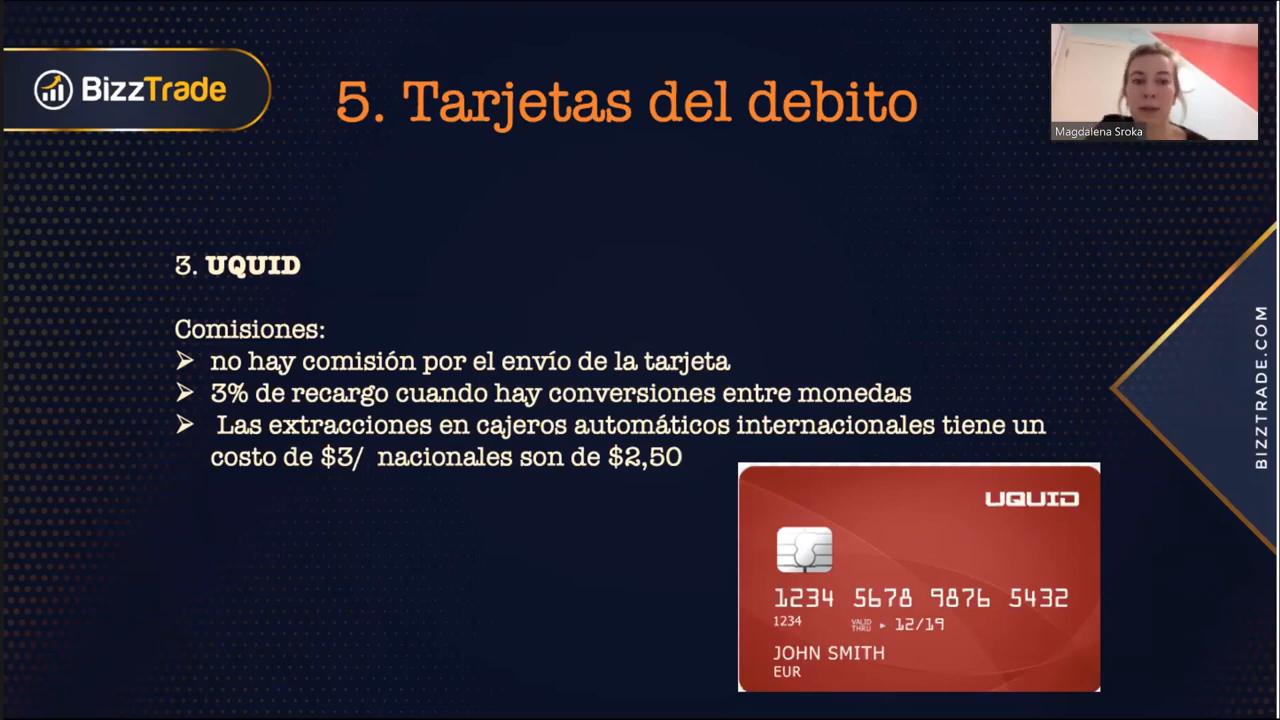 BizzTrade
5. Tarjetas del debito
Magdalena Sroka
3. UQUID
Comisiones:
➢ no hay comisión por el envío de la tarjeta
➢ 3% de recargo cuando hay conversiones entre monedas
➢ Las extracciones en cajeros automáticos internacionales tiene un
costo de $3/ nacionales son de $2,50
BIZZTRADE.COM
UQUID
1234 5678 9876 5432
1234 VALID THRU ▸ 12/19
JOHN SMITH
EUR